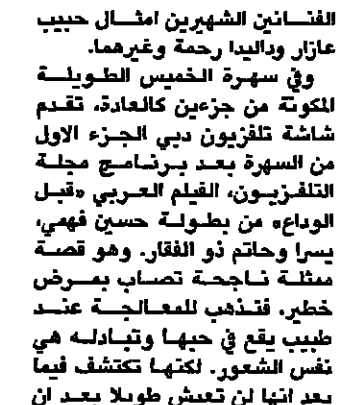 الفنانين الشهيرين امثال حبيب
عازار وداليدا رحمة وغيرهما.
وفي سهرة الخميس الطويلة
المكونة من جزءين كالعادة، تقدم
شاشة تلفزيون دبي الجزء الاول
من السهرة بعد برنامج مجلة
التلفزيون، الفيلم العربي «قبل
الوداع» من بطولة حسين فهمي،
يسرا وحاتم ذو الفقار. وهو قصة
ممثلة ناجحة تصاب بمرض
خطير. فتذهب للمعالجة عند
طبيب يقع في حبها وتبادله هي
نفس الشعور. لكنها تكتشف فيما
بعد انها لن تعيش طويلا بعد ان